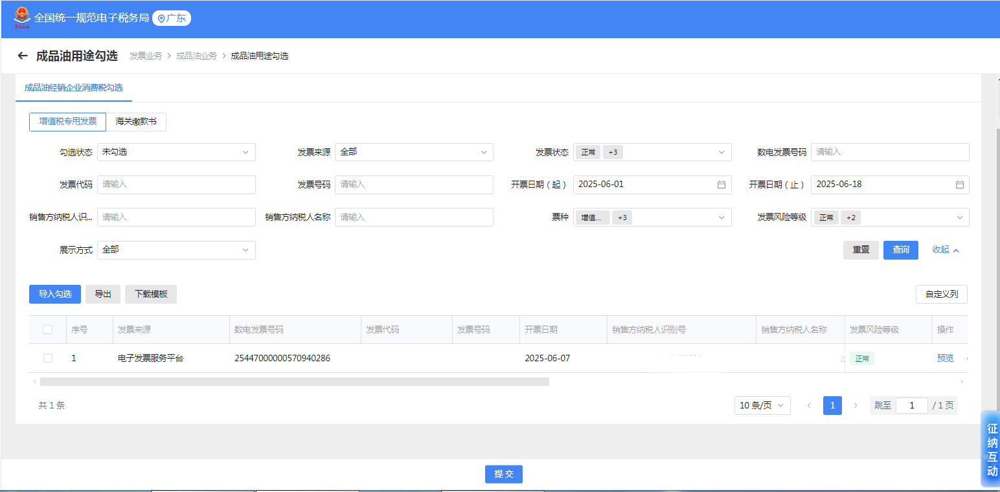 全国统一规范电子税务局 广东
成品油用途勾选 发票业务 > 成品油业务 > 成品油用途勾选
成品油经销企业消费税勾选
增值税专用发票 海关缴款书
勾选状态 未勾选 发票来源 全部 发票状态 正常 +3 数电发票号码 请输入
发票代码 请输入 发票号码 请输入 开票日期（起） 2025-06-01 开票日期（止） 2025-06-18
销售方纳税人识... 请输入 销售方纳税人名称 请输入 票种 增值... +3 发票风险等级 正常 +2
展示方式 全部 重置 查询 收起
导入勾选 导出 下载模板 自定义列
序号 发票来源 数电发票号码 发票代码 发票号码 开票日期 销售方纳税人识别号 销售方纳税人名称 发票风险等级 操作
1 电子发票服务平台 25447000000570940286 2025-06-07 正常 预览
共 1 条 10 条/页 1 跳至 1 / 1 页
征纳互动
提交